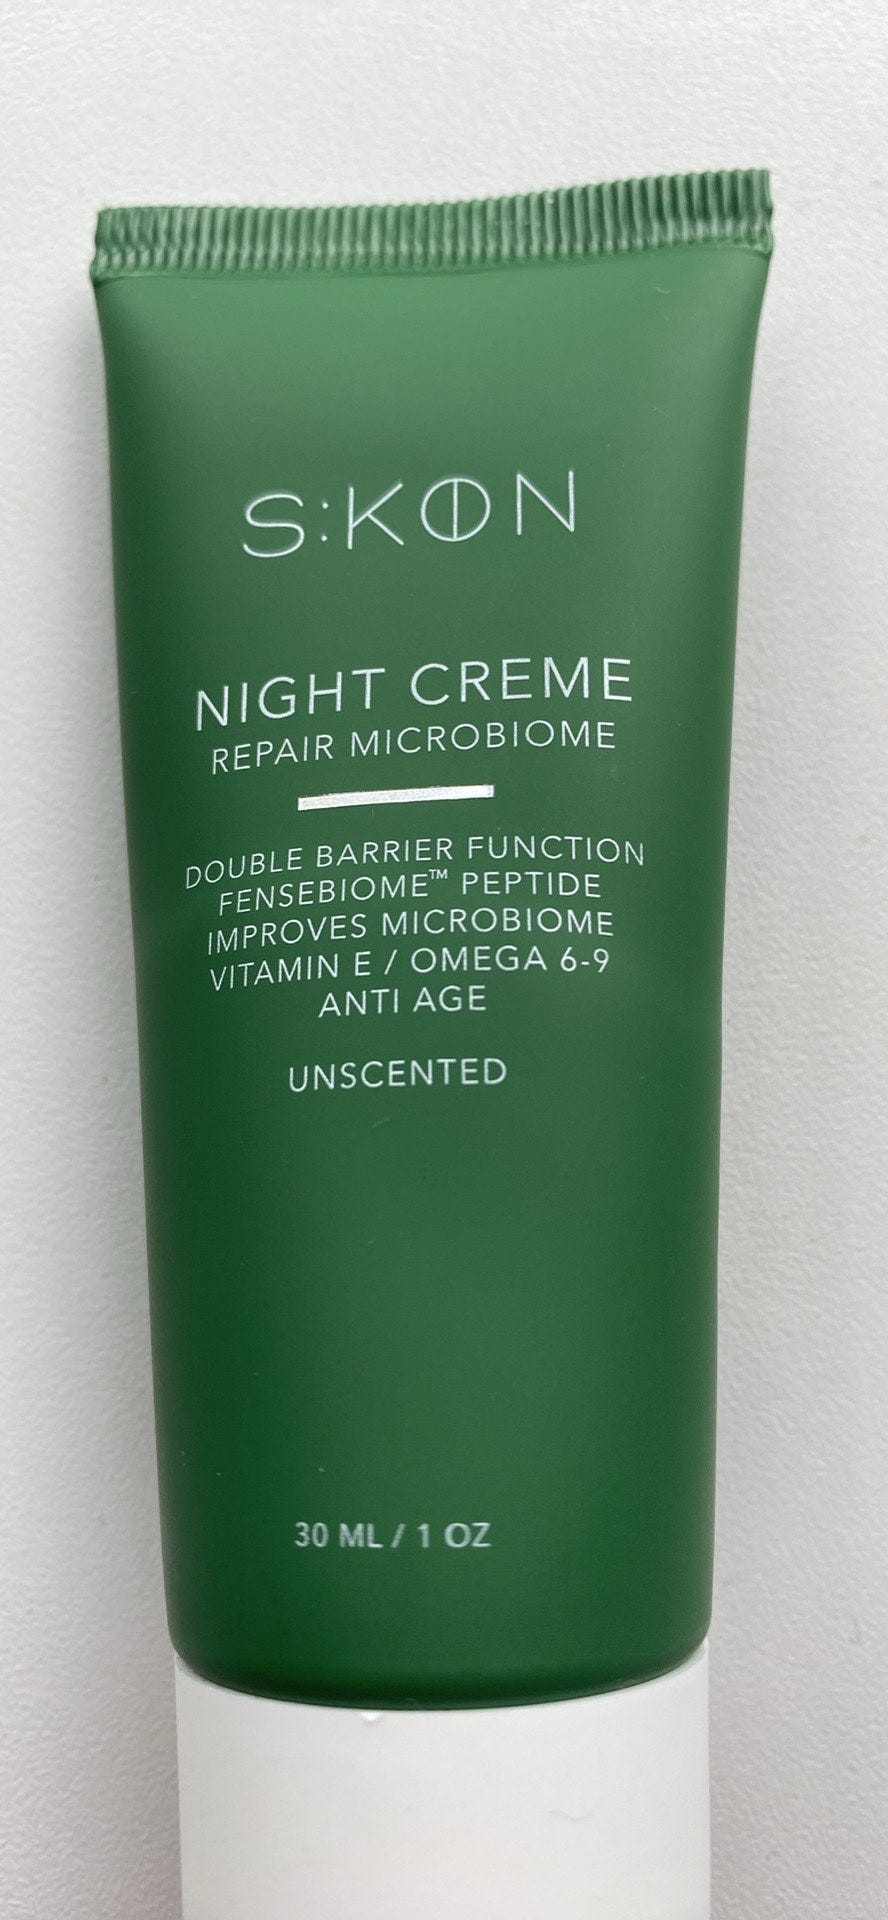 S:KON
NIGHT CREME
REPAIR MICROBIOME
DOUBLE BARRIER FUNCTION
FENSEBIOME™ PEPTIDE
IMPROVES MICROBIOME
VITAMIN E / OMEGA 6-9
ANTI AGE
UNSCENTED
30 ML / 1 OZ